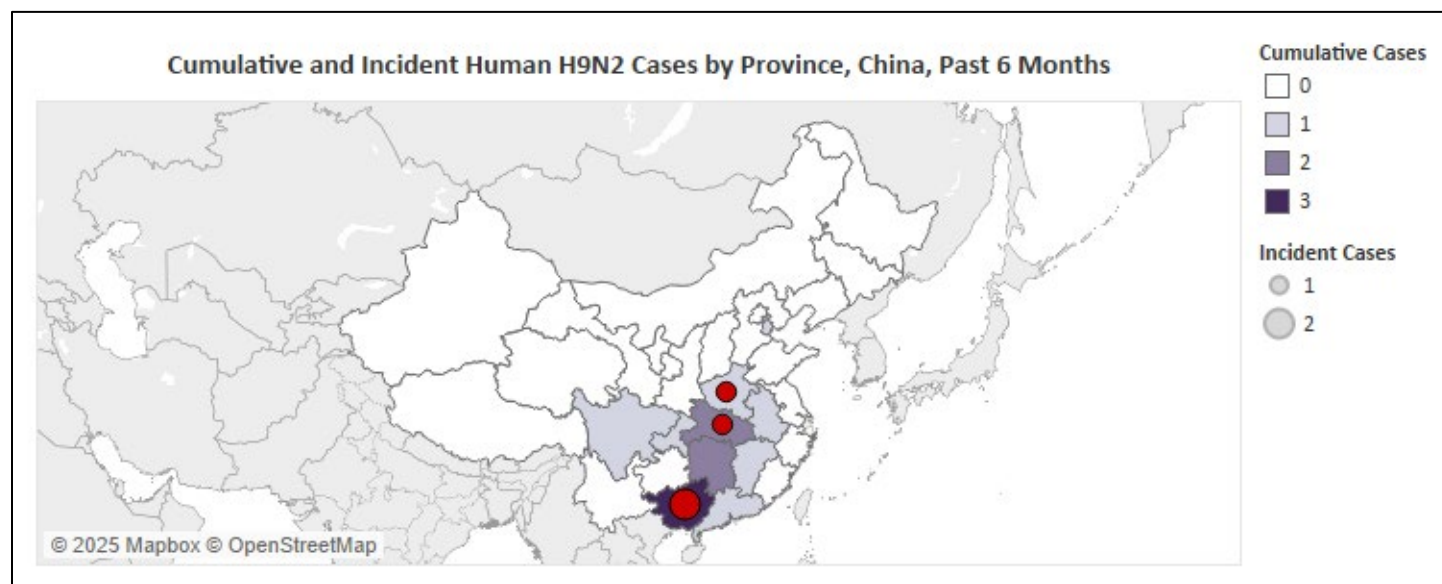 Cumulative and Incident Human H9N2 Cases by Province, China, Past 6 Months
Cumulative Cases
0
1
2
3
Incident Cases
1
2
© 2025 Mapbox © OpenStreetMap